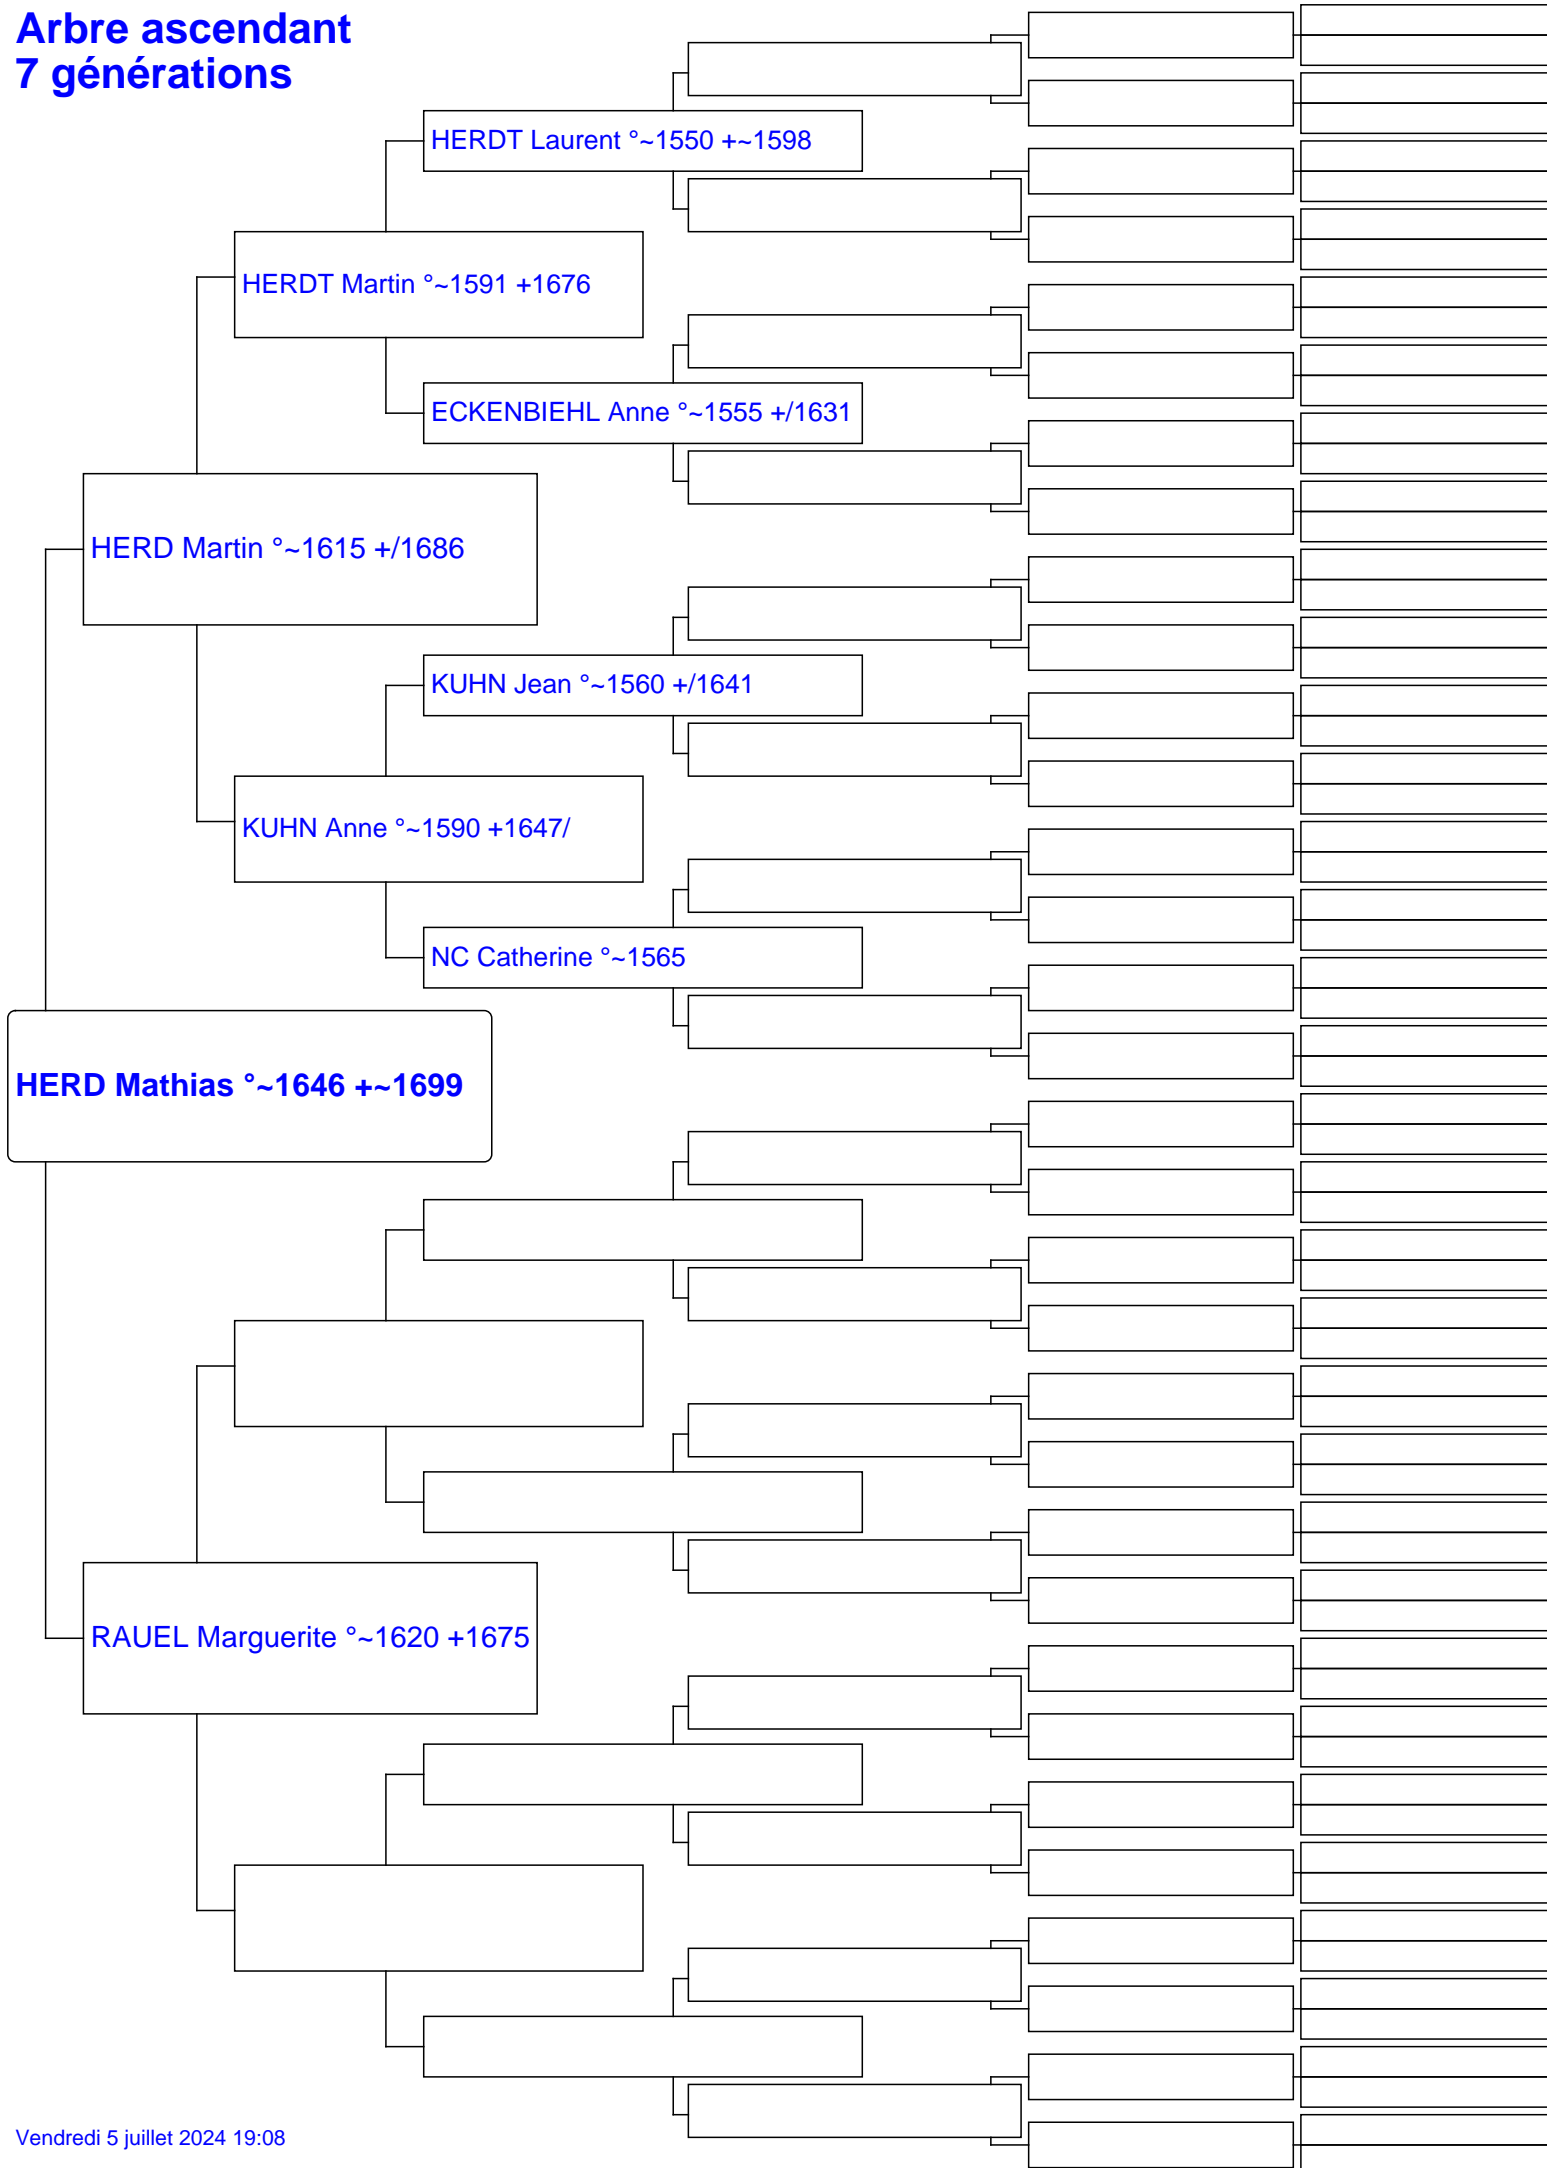 Arbre ascendant
7 générations
HERDT Laurent °~1550 +~1598
HERDT Martin °~1591 +1676
ECKENBIEHL Anne °~1555 +/1631
HERD Martin °~1615 +/1686
KUHN Jean °~1560 +/1641
KUHN Anne °~1590 +1647/
NC Catherine °~1565
HERD Mathias °~1646 +~1699
RAUEL Marguerite °~1620 +1675
Vendredi 5 juillet 2024 19:08